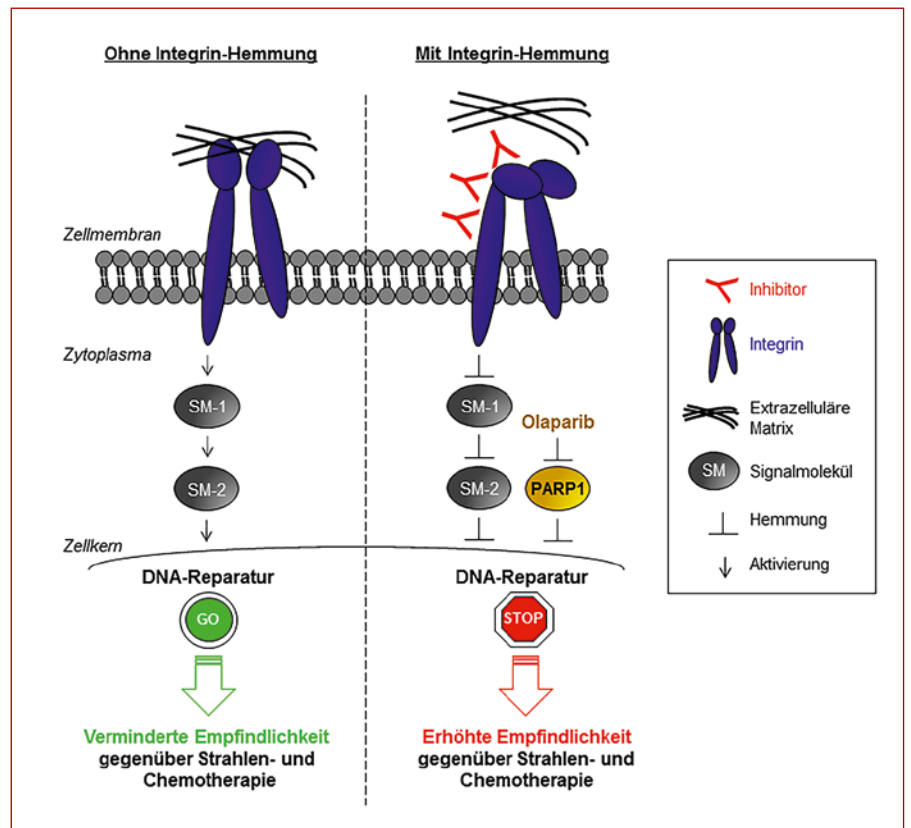 Ohne Integrin-Hemmung
Mit Integrin-Hemmung
Zellmembran
Zytoplasma
SM-1
SM-2
Zellkern
DNA-Reparatur
GO
Verminderte Empfindlichkeit
gegenüber Strahlen- und
Chemotherapie
SM-1
Olaparib
SM-2
PARP1
DNA-Reparatur
STOP
Erhöhte Empfindlichkeit
gegenüber Strahlen- und
Chemotherapie
Inhibitor
Integrin
Extrazelluläre
Matrix
SM
Signalmolekül
Hemmung
Aktivierung